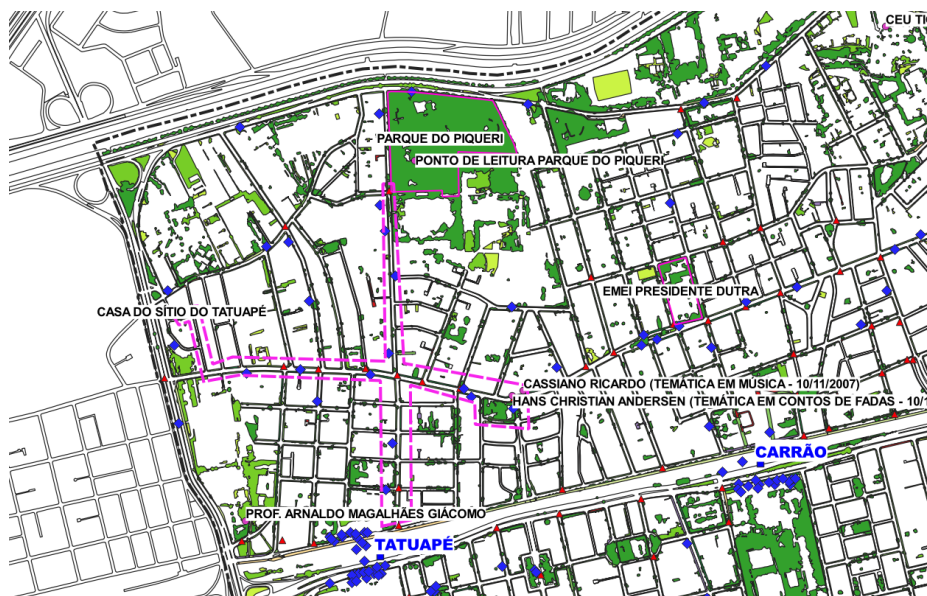 CEU TI
PARQUE DO PIQUERI
PONTO DE LEITURA PARQUE DO PIQUERI
EMEI PRESIDENTE DUTRA
CASA DO SÍTIO DO TATUAPÉ
CASSIANO RICARDO (TEMÁTICA EM MÚSICA - 10/11/2007)
HANS CHRISTIAN ANDERSEN (TEMÁTICA EM CONTOS DE FADAS - 10/1
CARRÃO
PROF. ARNALDO MAGALHÃES GIÁCOMO
TATUAPÉ